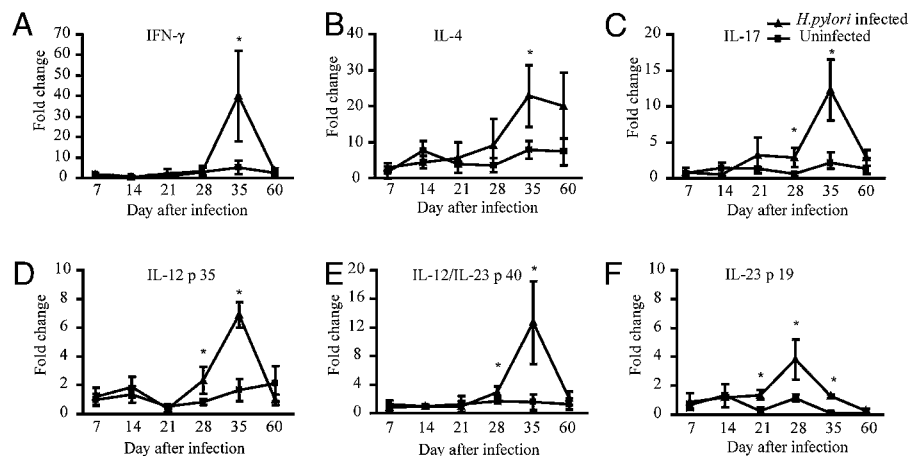 A
IFN-γ
Fold change
70
60
50
40
30
20
10
0
*
7 14 21 28 35 60
Day after infection
B
IL-4
Fold change
40
30
20
10
0
*
7 14 21 28 35 60
Day after infection
C
H.pylori infected
IL-17 Uninfected
Fold change
20
15
10
5
0
* *
7 14 21 28 35 60
Day after infection
D
IL-12 p 35
Fold change
10
8
6
4
2
0
* *
7 14 21 28 35 60
Day after infection
E
IL-12/IL-23 p 40
Fold change
20
16
12
8
4
0
* *
7 14 21 28 35 60
Day after infection
F
IL-23 p 19
Fold change
8
6
4
2
0
* * *
7 14 21 28 35 60
Day after infection